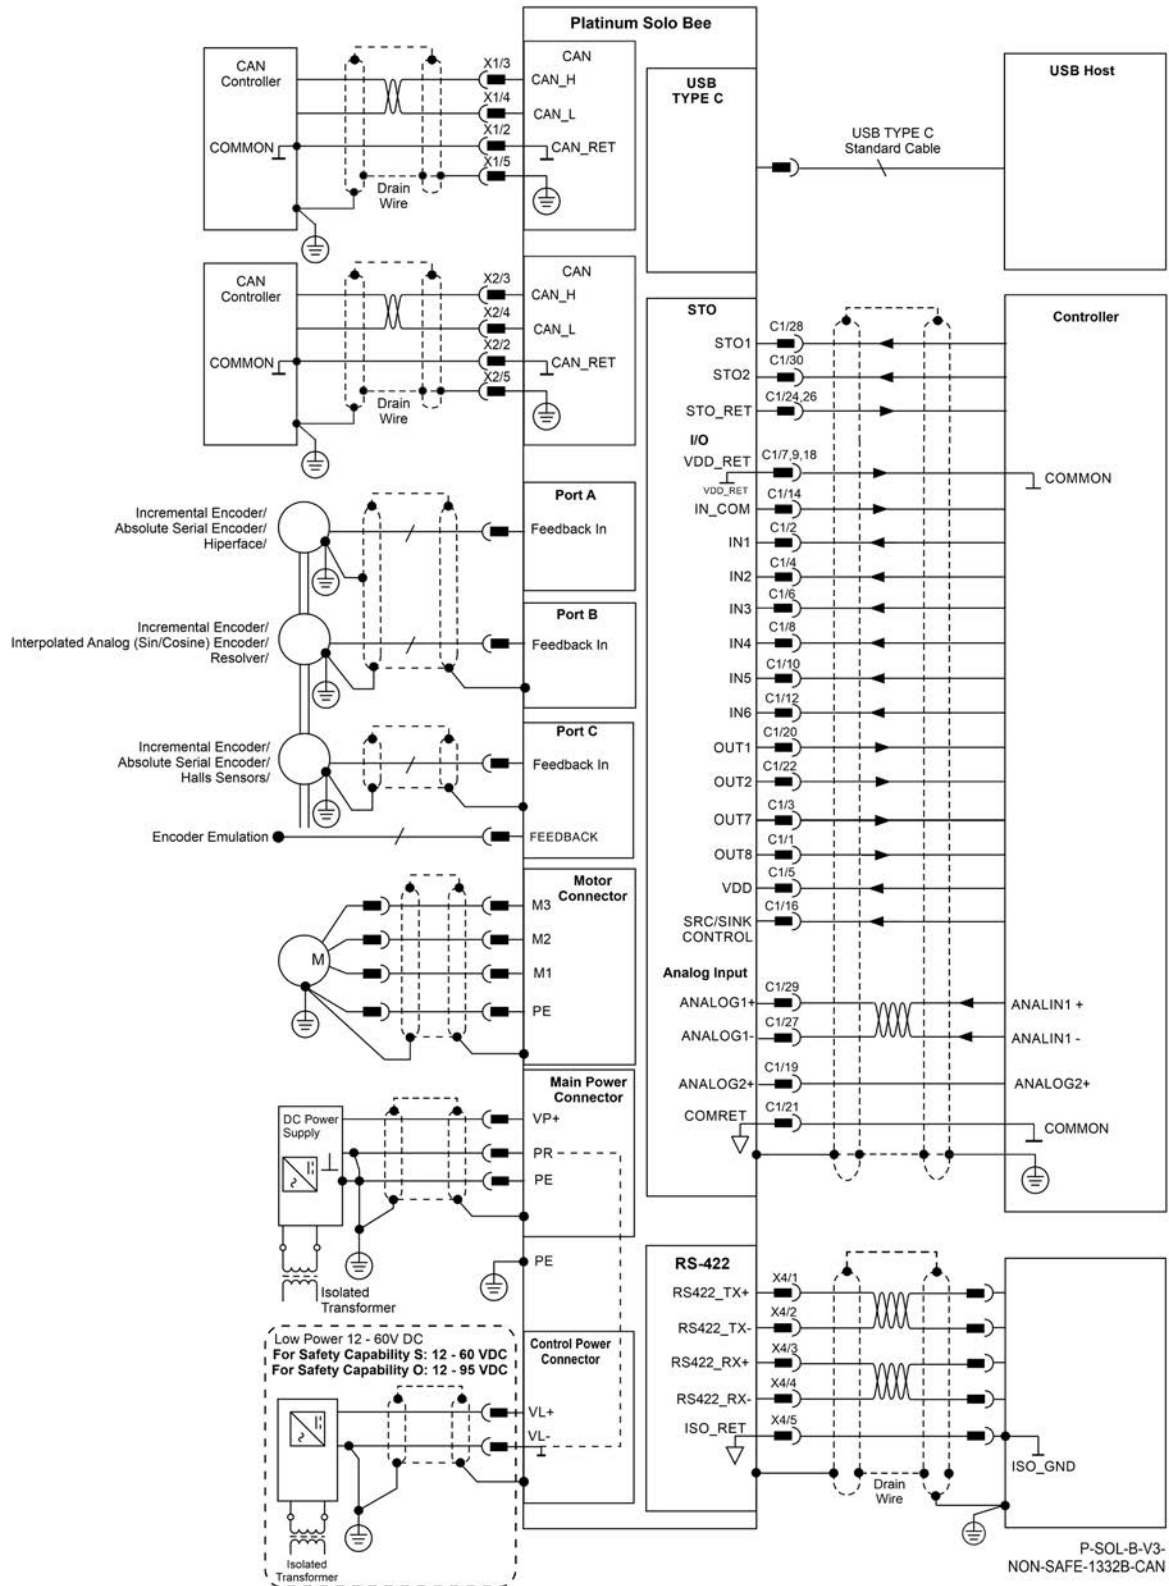 Platinum Solo Bee
CAN
Controller
COMMON
X1/3
X1/4
X1/2
X1/5
Drain
Wire
CAN
CAN_H
CAN_L
CAN_RET
CAN
Controller
COMMON
X2/3
X2/4
X2/2
X2/5
Drain
Wire
CAN
CAN_H
CAN_L
CAN_RET
Incremental Encoder/
Absolute Serial Encoder/
Hiperface/
Port A
Feedback In
Incremental Encoder/
Interpolated Analog (Sin/Cosine) Encoder/
Resolver/
Port B
Feedback In
Incremental Encoder/
Absolute Serial Encoder/
Halls Sensors/
Port C
Feedback In
Encoder Emulation
FEEDBACK
Motor
Connector
M
M3
M2
M1
PE
Main Power
Connector
DC Power
Supply
VP+
PR
PE
PE
Isolated
Transformer
Low Power 12 - 60V DC
For Safety Capability S: 12 - 60 VDC
For Safety Capability O: 12 - 95 VDC
Control Power
Connector
VL+
VL-
Isolated
Transformer
USB
TYPE C
USB TYPE C
Standard Cable
USB Host
STO
Controller
STO1
C1/28
STO2
C1/30
STO_RET
C1/24,26
I/O
VDD_RET
C1/7,9,18
VDD_RET
COMMON
IN_COM
C1/14
IN1
C1/2
IN2
C1/4
IN3
C1/6
IN4
C1/8
IN5
C1/10
IN6
C1/12
OUT1
C1/20
OUT2
C1/22
OUT7
C1/3
OUT8
C1/1
VDD
C1/5
SRC/SINK
CONTROL
C1/16
Analog Input
ANALOG1+
C1/29
ANALIN1 +
ANALOG1-
C1/27
ANALIN1 -
ANALOG2+
C1/19
ANALOG2+
COMRET
C1/21
COMMON
RS-422
RS422_TX+
X4/1
RS422_TX-
X4/2
RS422_RX+
X4/3
RS422_RX-
X4/4
ISO_RET
X4/5
ISO_GND
Drain
Wire
P-SOL-B-V3-
NON-SAFE-1332B-CAN